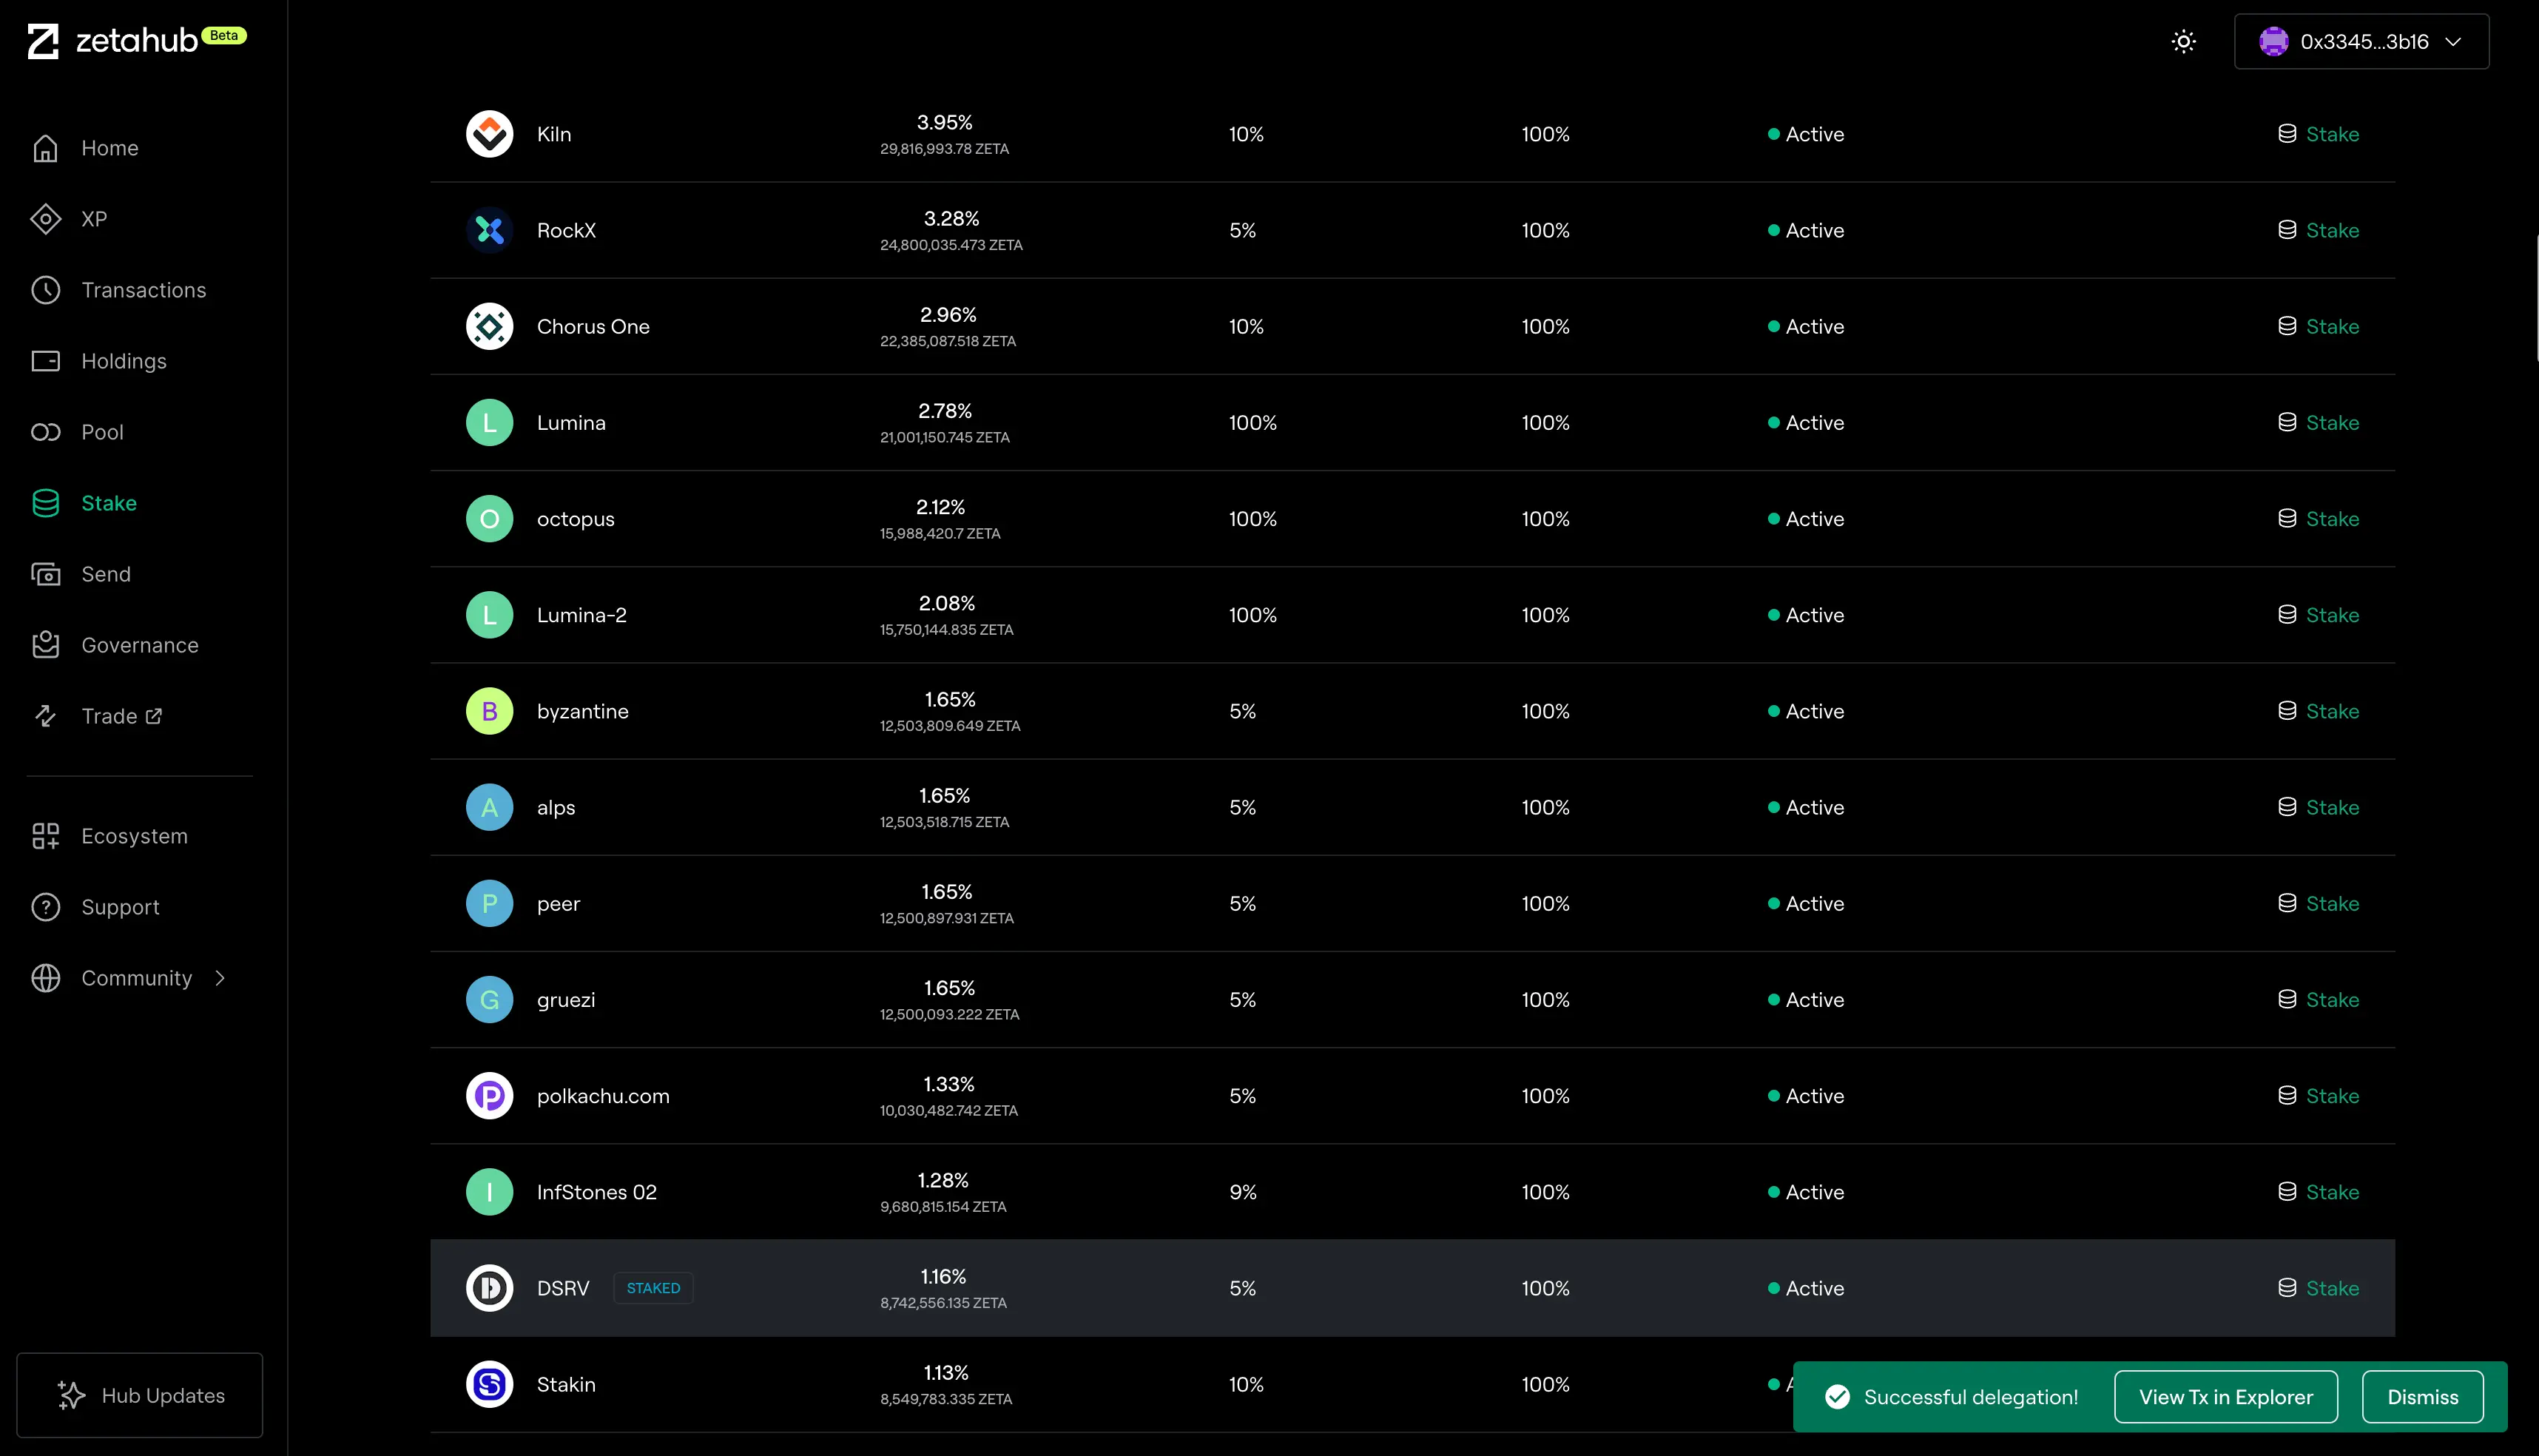 zetahub Beta
0x3345...3b16
Home
XP
Transactions
Holdings
Pool
Stake
Send
Governance
Trade
Ecosystem
Support
Community
Hub Updates
Kiln 3.95% 10% 100% Active Stake
29,816,993.78 ZETA
RockX 3.28% 5% 100% Active Stake
24,800,035.473 ZETA
Chorus One 2.96% 10% 100% Active Stake
22,385,087.518 ZETA
L Lumina 2.78% 100% 100% Active Stake
21,001,150.745 ZETA
O octopus 2.12% 100% 100% Active Stake
15,988,420.7 ZETA
L Lumina-2 2.08% 100% 100% Active Stake
15,750,144.835 ZETA
B byzantine 1.65% 5% 100% Active Stake
12,503,809.649 ZETA
A alps 1.65% 5% 100% Active Stake
12,503,518.715 ZETA
P peer 1.65% 5% 100% Active Stake
12,500,897.931 ZETA
G gruezi 1.65% 5% 100% Active Stake
12,500,093.222 ZETA
P polkachu.com 1.33% 5% 100% Active Stake
10,030,482.742 ZETA
I InfStones 02 1.28% 9% 100% Active Stake
9,680,815.154 ZETA
DSRV STAKED 1.16% 5% 100% Active Stake
8,742,556.135 ZETA
Stakin 1.13% 10% 100%
8,549,783.335 ZETA
Successful delegation! View Tx in Explorer Dismiss